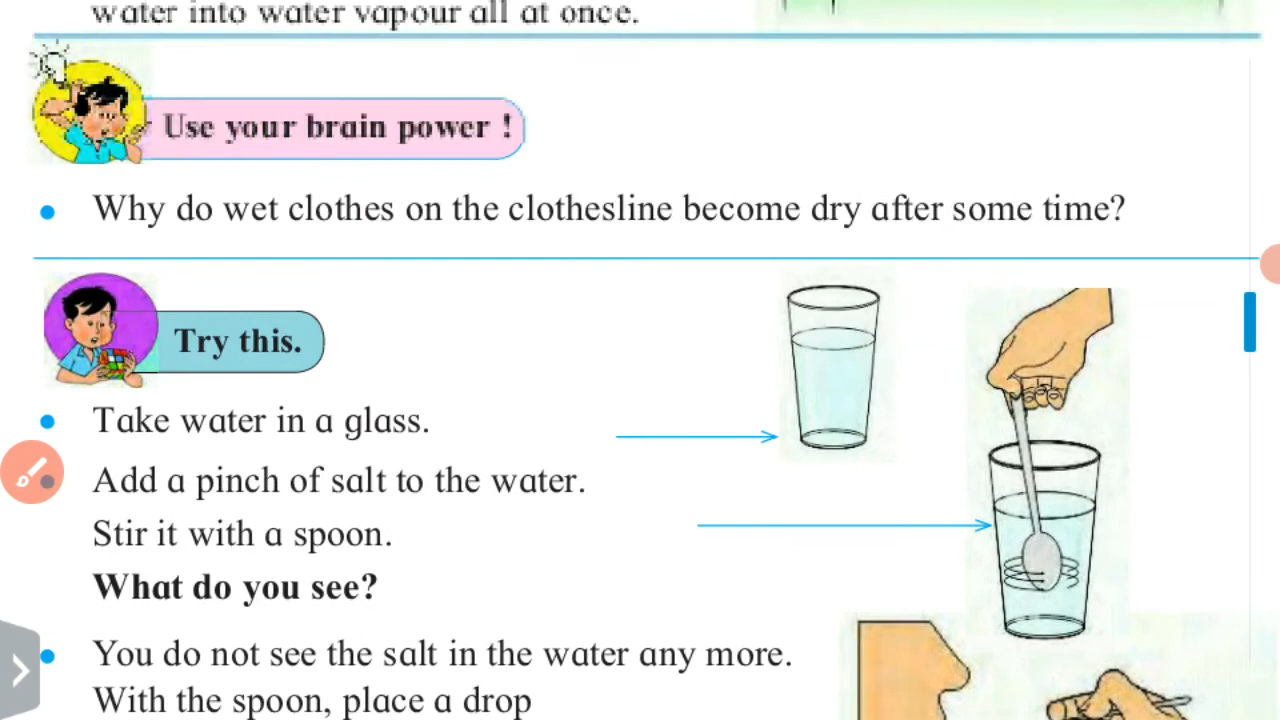 water into water vapour all at once.
Use your brain power !
Why do wet clothes on the clothesline become dry after some time?
Try this.
Take water in a glass.
Add a pinch of salt to the water.
Stir it with a spoon.
What do you see?
You do not see the salt in the water any more.
With the spoon, place a drop